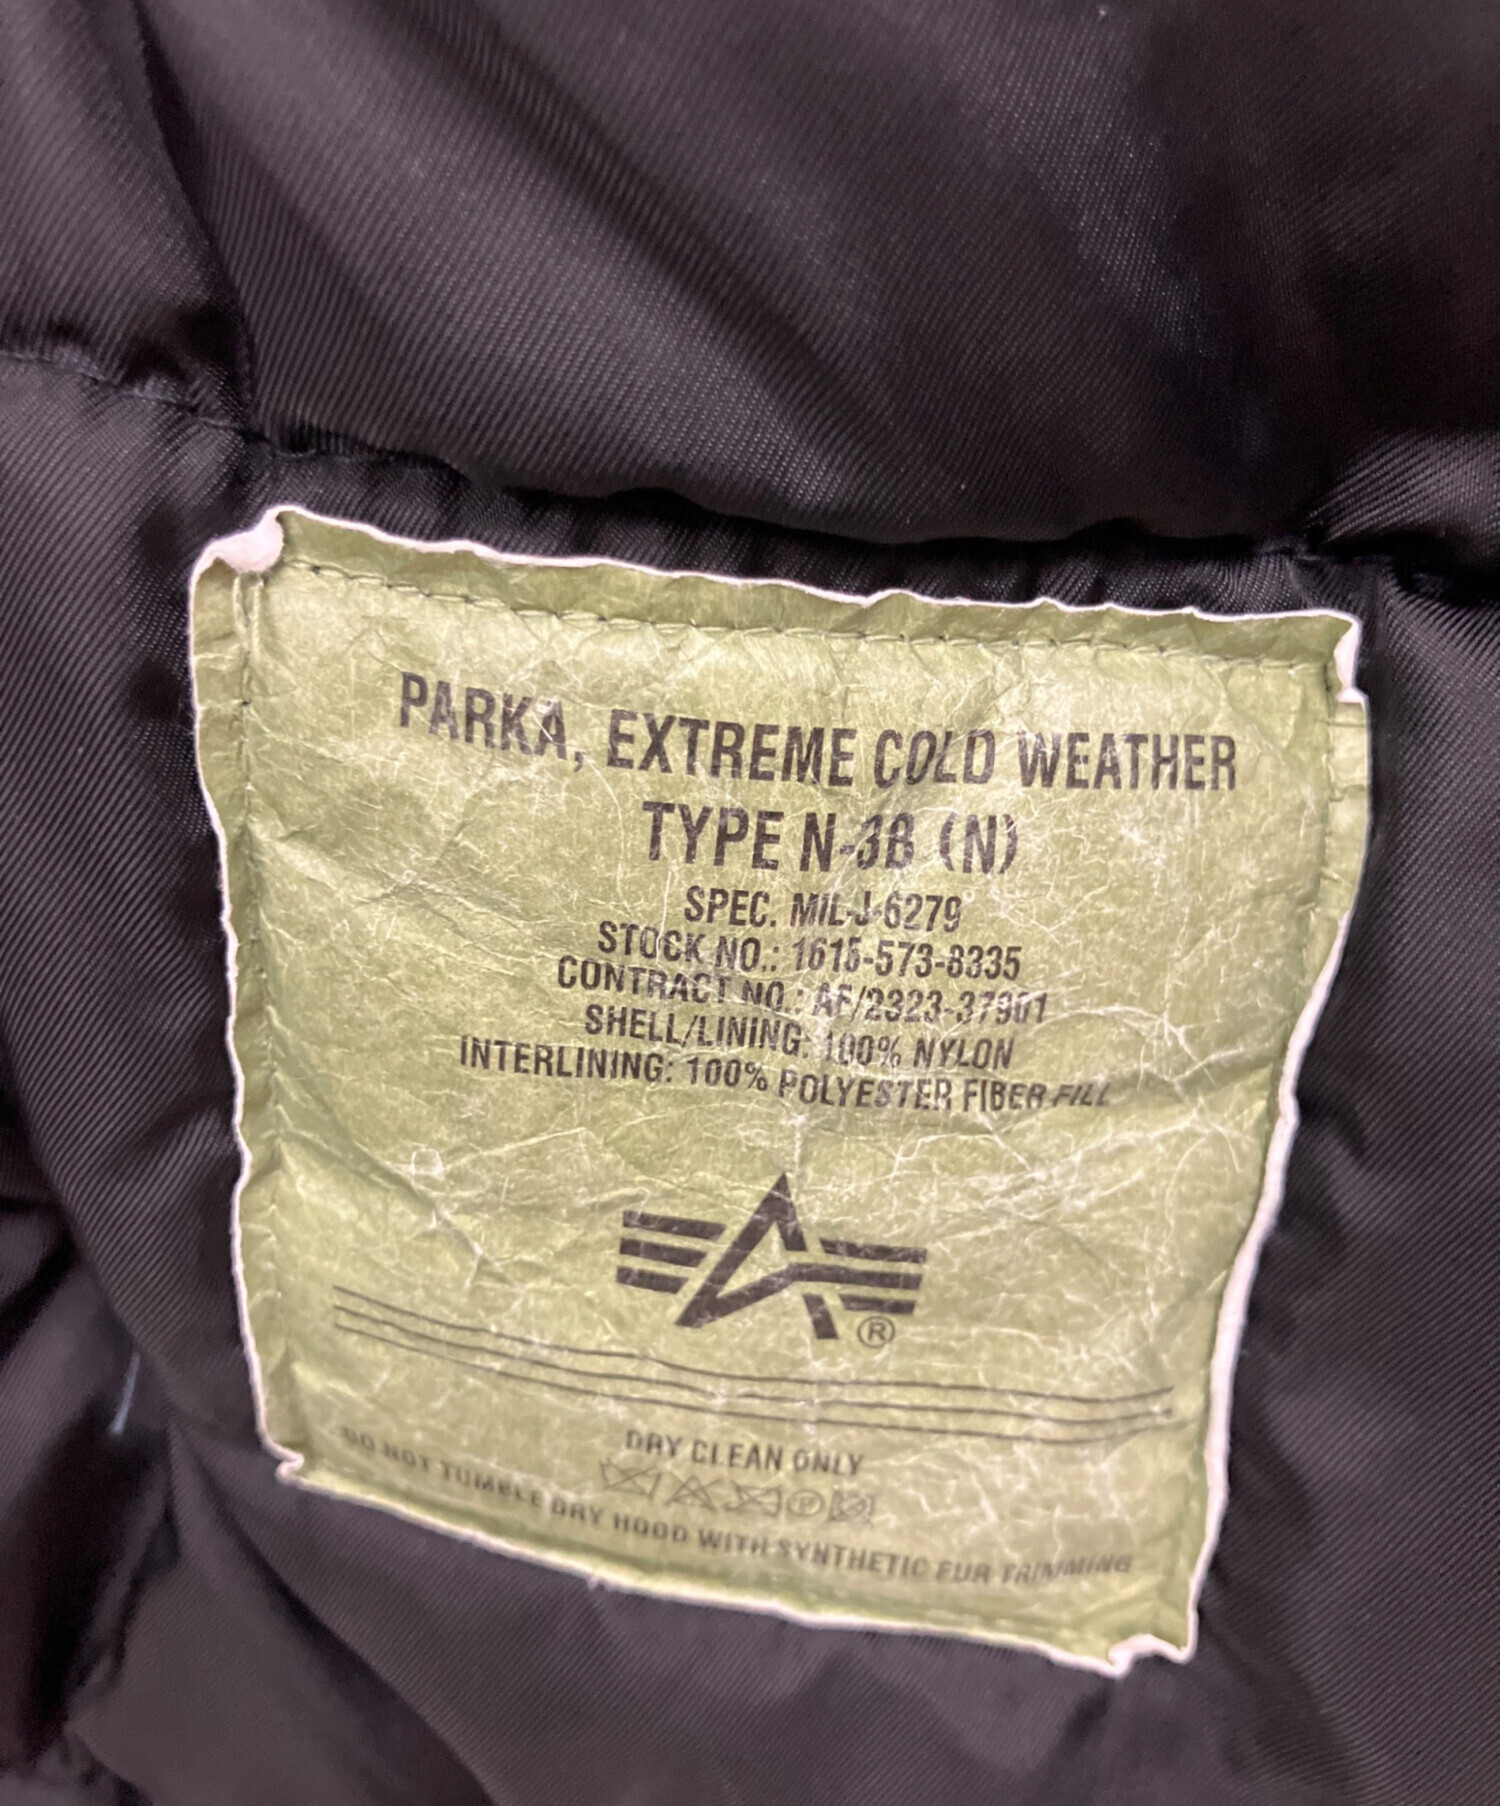 PARKA, EXTREME COLD WEATHER
TYPE N-3B (N)
SPEC. MIL-J-6279
STOCK NO.: 1615-573-8335
CONTRACT NO.: AF/2323-37901
SHELL/LINING: 100% NYLON
INTERLINING: 100% POLYESTER FIBER FILL
®
DRY CLEAN ONLY
P
DO NOT TUMBLE DRY HOOD WITH SYNTHETIC FUR TRIMMING